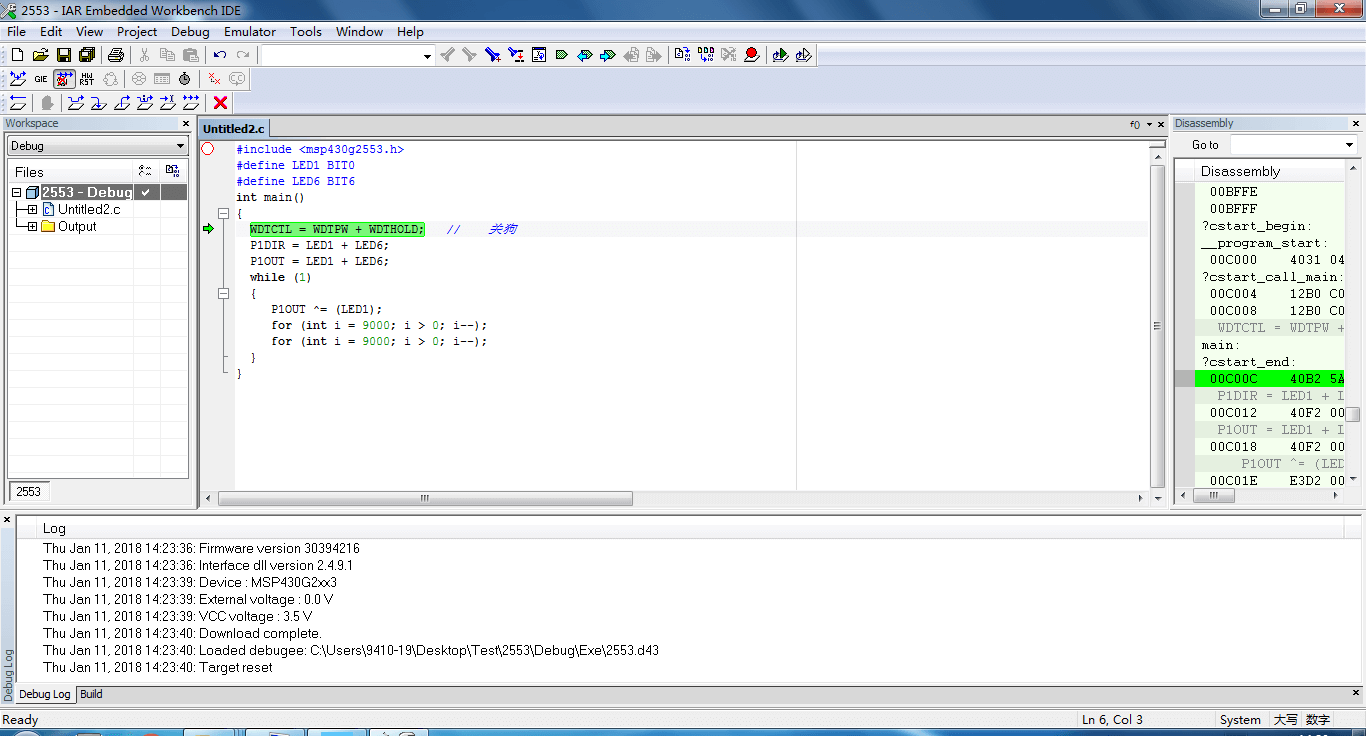 2553 - IAR Embedded Workbench IDE
File Edit View Project Debug Emulator Tools Window Help
GIE HW RST
Workspace
Debug
Files
2553 - Debug
Untitled2.c
Output
2553
Untitled2.c
f()
#include <msp430g2553.h>
#define LED1 BIT0
#define LED6 BIT6
int main()
{
WDTCTL = WDTPW + WDTHOLD; // 关狗
P1DIR = LED1 + LED6;
P1OUT = LED1 + LED6;
while (1)
{
P1OUT ^= (LED1);
for (int i = 9000; i > 0; i--);
for (int i = 9000; i > 0; i--);
}
}
Disassembly
Go to
Disassembly
00BFFE
00BFFF
?cstart_begin:
__program_start:
00C000 4031 04
?cstart_call_main:
00C004 12B0 C0
00C008 12B0 C0
WDTCTL = WDTPW +
main:
?cstart_end:
00C00C 40B2 5A
P1DIR = LED1 + L
00C012 40F2 00
P1OUT = LED1 + L
00C018 40F2 00
P1OUT ^= (LED
00C01E E3D2 00
Log
Thu Jan 11, 2018 14:23:36: Firmware version 30394216
Thu Jan 11, 2018 14:23:36: Interface dll version 2.4.9.1
Thu Jan 11, 2018 14:23:39: Device : MSP430G2xx3
Thu Jan 11, 2018 14:23:39: External voltage : 0.0 V
Thu Jan 11, 2018 14:23:39: VCC voltage : 3.5 V
Thu Jan 11, 2018 14:23:40: Download complete.
Thu Jan 11, 2018 14:23:40: Loaded debugee: C:\Users\9410-19\Desktop\Test\2553\Debug\Exe\2553.d43
Thu Jan 11, 2018 14:23:40: Target reset
Debug Log
Debug Log Build
Ready
Ln 6, Col 3
System
大写 数字